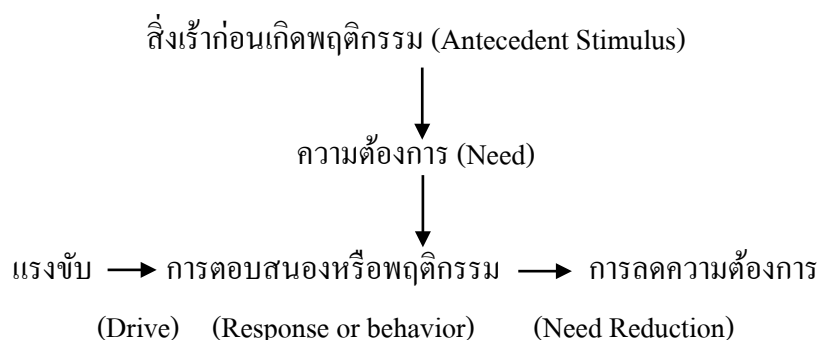 สิ่งเร้าก่อนเกิดพฤติกรรม (Antecedent Stimulus)
ความต้องการ (Need)
แรงขับ การตอบสนองหรือพฤติกรรม การลดความต้องการ
(Drive) (Response or behavior) (Need Reduction)